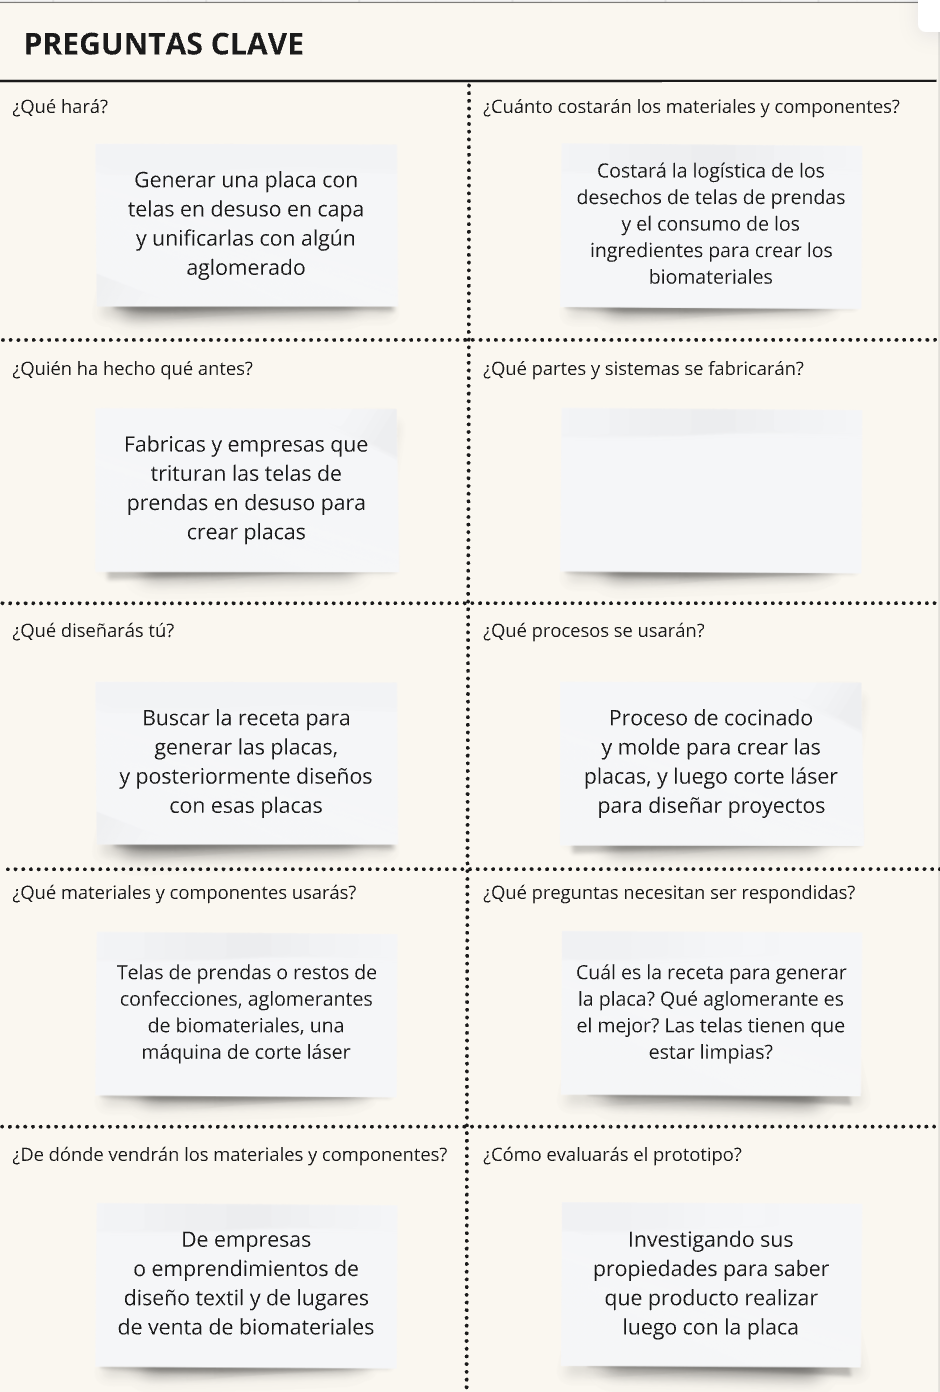 PREGUNTAS CLAVE
¿Qué hará?
Generar una placa con
telas en desuso en capa
y unificarlas con algún
aglomerado
¿Cuánto costarán los materiales y componentes?
Costará la logística de los
desechos de telas de prendas
y el consumo de los
ingredientes para crear los
biomateriales
¿Quién ha hecho qué antes?
Fabricas y empresas que
trituran las telas de
prendas en desuso para
crear placas
¿Qué partes y sistemas se fabricarán?
¿Qué diseñarás tú?
Buscar la receta para
generar las placas,
y posteriormente diseños
con esas placas
¿Qué procesos se usarán?
Proceso de cocinado
y molde para crear las
placas, y luego corte láser
para diseñar proyectos
¿Qué materiales y componentes usarás?
Telas de prendas o restos de
confecciones, aglomerantes
de biomateriales, una
máquina de corte láser
¿Qué preguntas necesitan ser respondidas?
Cuál es la receta para generar
la placa? Qué aglomerante es
el mejor? Las telas tienen que
estar limpias?
¿De dónde vendrán los materiales y componentes?
De empresas
o emprendimientos de
diseño textil y de lugares
de venta de biomateriales
¿Cómo evaluarás el prototipo?
Investigando sus
propiedades para saber
que producto realizar
luego con la placa